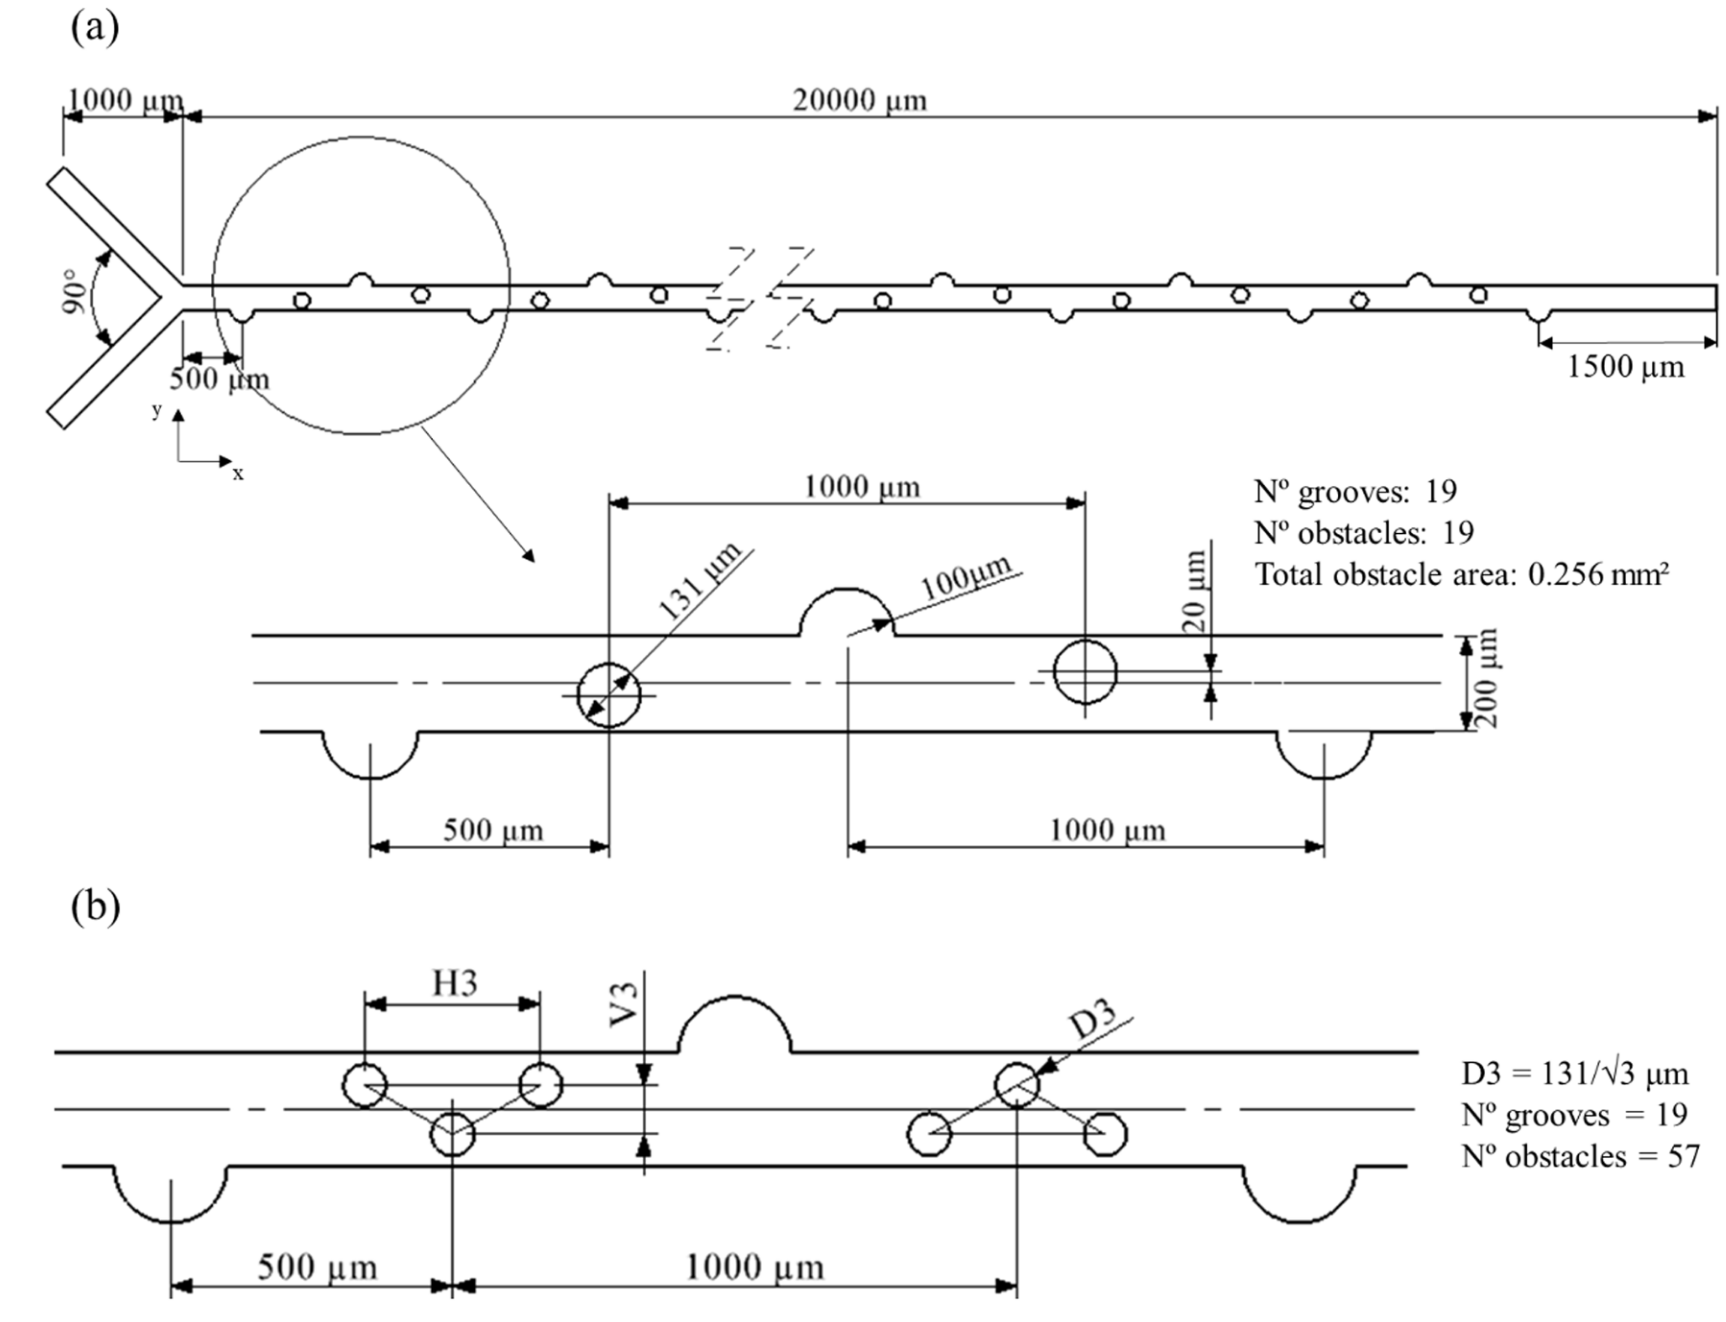 (a)
1000 µm
20000 µm
90°
500 µm
1500 µm
y
x
1000 µm
Nº grooves: 19
Nº obstacles: 19
Total obstacle area: 0.256 mm²
131 µm
100µm
20 µm
200 µm
500 µm
1000 µm
(b)
H3
V3
D3
D3 = 131/√3 µm
Nº grooves = 19
Nº obstacles = 57
500 µm
1000 µm